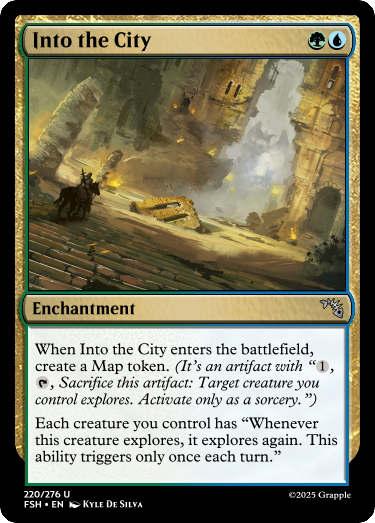 Into the City
Enchantment
When Into the City enters the battlefield,
create a Map token. (It's an artifact with “1,
, Sacrifice this artifact: Target creature you
control explores. Activate only as a sorcery.”)
Each creature you control has “Whenever
this creature explores, it explores again. This
ability triggers only once each turn.”
220/276 U
FSH • EN Kyle De Silva
©2025 Grapple